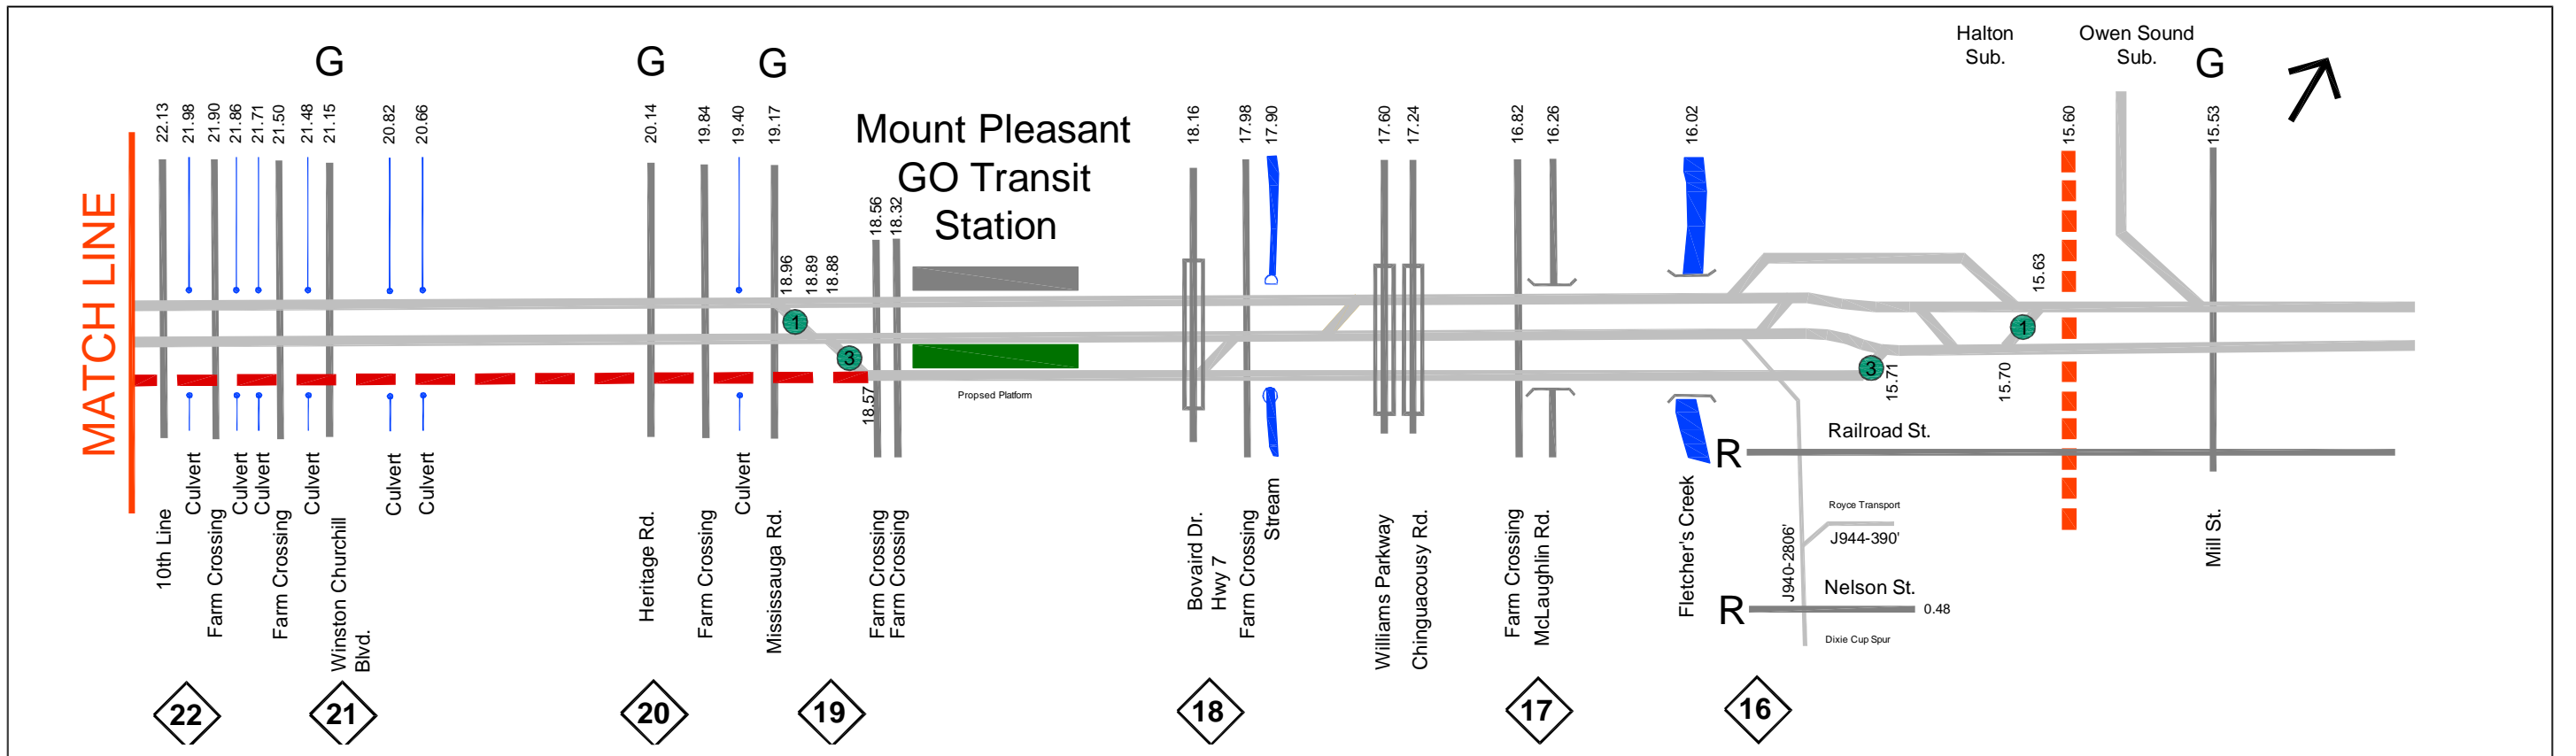 Halton
Sub.
Owen Sound
Sub.
G
G
G
G
22.13
21.98
21.90
21.86
21.71
21.50
21.48
21.15
20.82
20.66
20.14
19.84
19.40
19.17
18.96
18.89
18.88
18.56
18.32
Mount Pleasant
GO Transit
Station
18.16
17.98
17.90
17.60
17.24
16.82
16.26
16.02
15.63
15.60
15.53
MATCH LINE
1
3
18.57
Propsed Platform
1
3
15.71
15.70
R
Railroad St.
10th Line
Culvert
Farm Crossing
Culvert
Culvert
Farm Crossing
Culvert
Winston Churchill
Blvd.
Culvert
Culvert
Heritage Rd.
Farm Crossing
Culvert
Mississauga Rd.
Farm Crossing
Farm Crossing
Bovaird Dr.
Hwy 7
Farm Crossing
Stream
Williams Parkway
Chinguacousy Rd.
Farm Crossing
McLaughlin Rd.
Fletcher's Creek
J940-2806'
Royce Transport
J944-390'
Mill St.
R
Nelson St.
0.48
Dixie Cup Spur
22
21
20
19
18
17
16